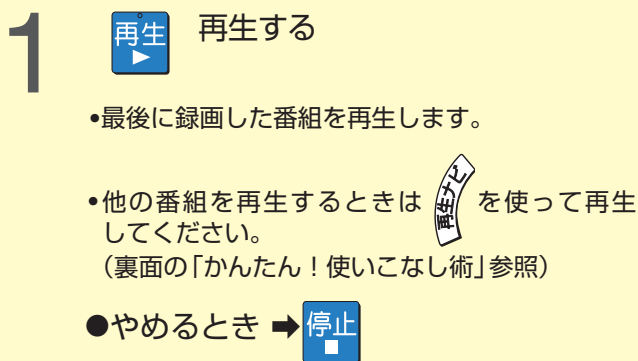 1 再生 ▶ 再生する
•最後に録画した番組を再生します。
•他の番組を再生するときは 再生ナビ を使って再生
してください。
（裏面の「かんたん！使いこなし術」参照）
●やめるとき ➡ 停止 ■